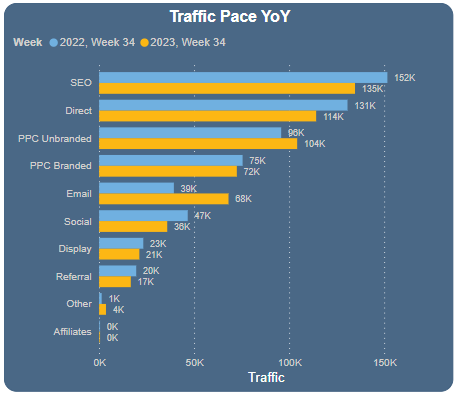 Traffic Pace YoY
Week 2022, Week 34 2023, Week 34
SEO 152K
135K
Direct 131K
114K
PPC Unbranded 96K
104K
PPC Branded 75K
72K
Email 39K
68K
Social 47K
36K
Display 23K
21K
Referral 20K
17K
Other 1K
4K
Affiliates 0K
0K
0K 50K 100K 150K
Traffic